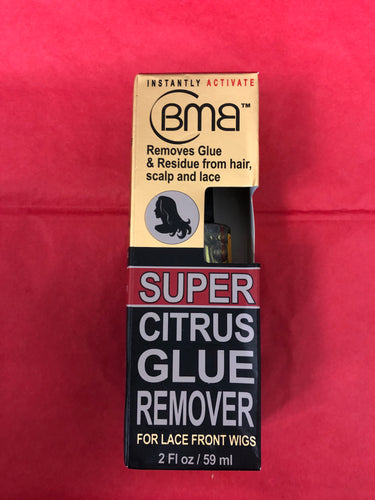 INSTANTLY ACTIVATE
BMB™
Removes Glue
& Residue from hair,
scalp and lace
SUPER
CITRUS
GLUE
REMOVER
FOR LACE FRONT WIGS
2 Fl oz / 59 ml